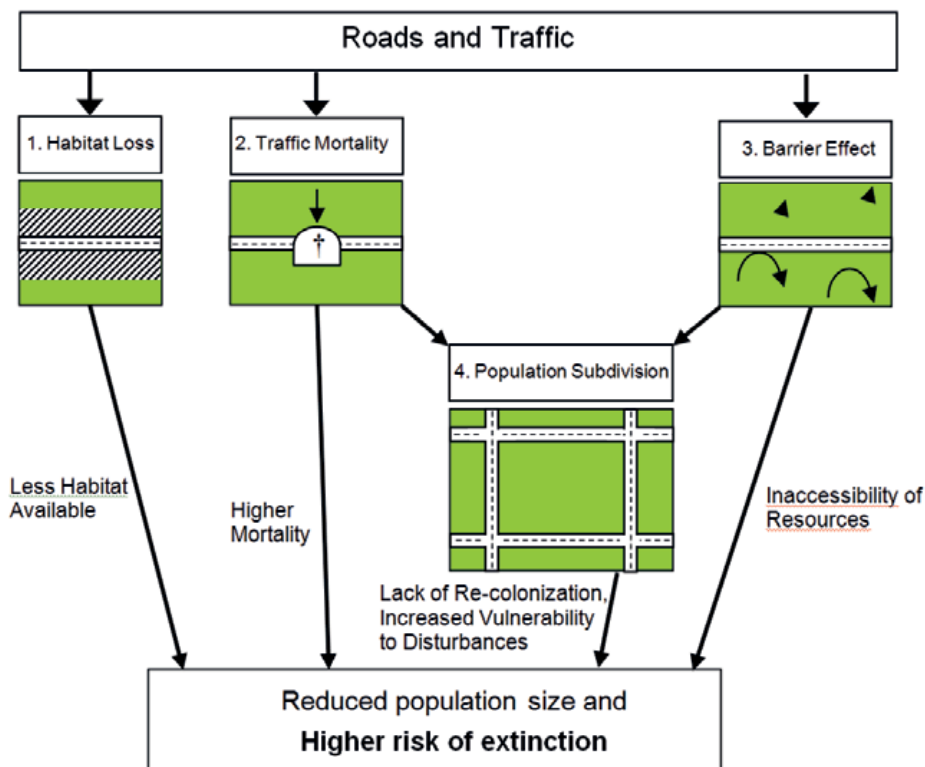 Roads and Traffic
1. Habitat Loss
2. Traffic Mortality
3. Barrier Effect
†
4. Population Subdivision
Less Habitat
Available
Higher
Mortality
Inaccessibility of
Resources
Lack of Re-colonization,
Increased Vulnerability
to Disturbances
Reduced population size and
Higher risk of extinction